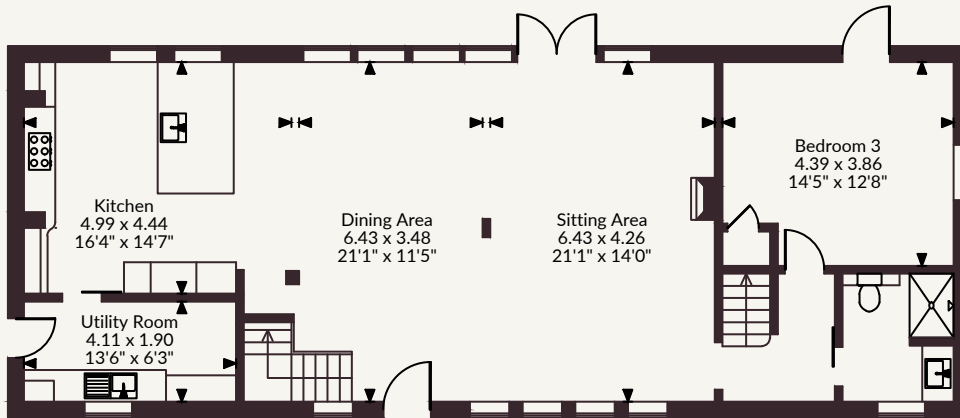 Kitchen
4.99 x 4.44
16'4" x 14'7"
Utility Room
4.11 x 1.90
13'6" x 6'3"
Dining Area
6.43 x 3.48
21'1" x 11'5"
Sitting Area
6.43 x 4.26
21'1" x 14'0"
Bedroom 3
4.39 x 3.86
14'5" x 12'8"